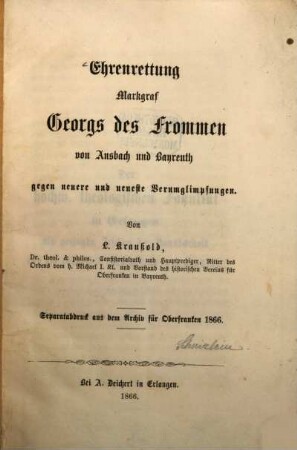 Ehrenrettung
Markgraf
Georgs des Frommen
von Ansbach und Bayreuth
gegen neuere und neueste Verunglimpfungen.
Von
L. Kraußold,
Dr. theol. & philos., Consistorialrath und Hauptprediger, Ritter des
Ordens vom h. Michael I. Kl. und Vorstand des historischen Vereins für
Oberfranken in Bayreuth.
Separatabdruck aus dem Archiv für Oberfranken 1866.
Bei A. Deichert in Erlangen.
1866.